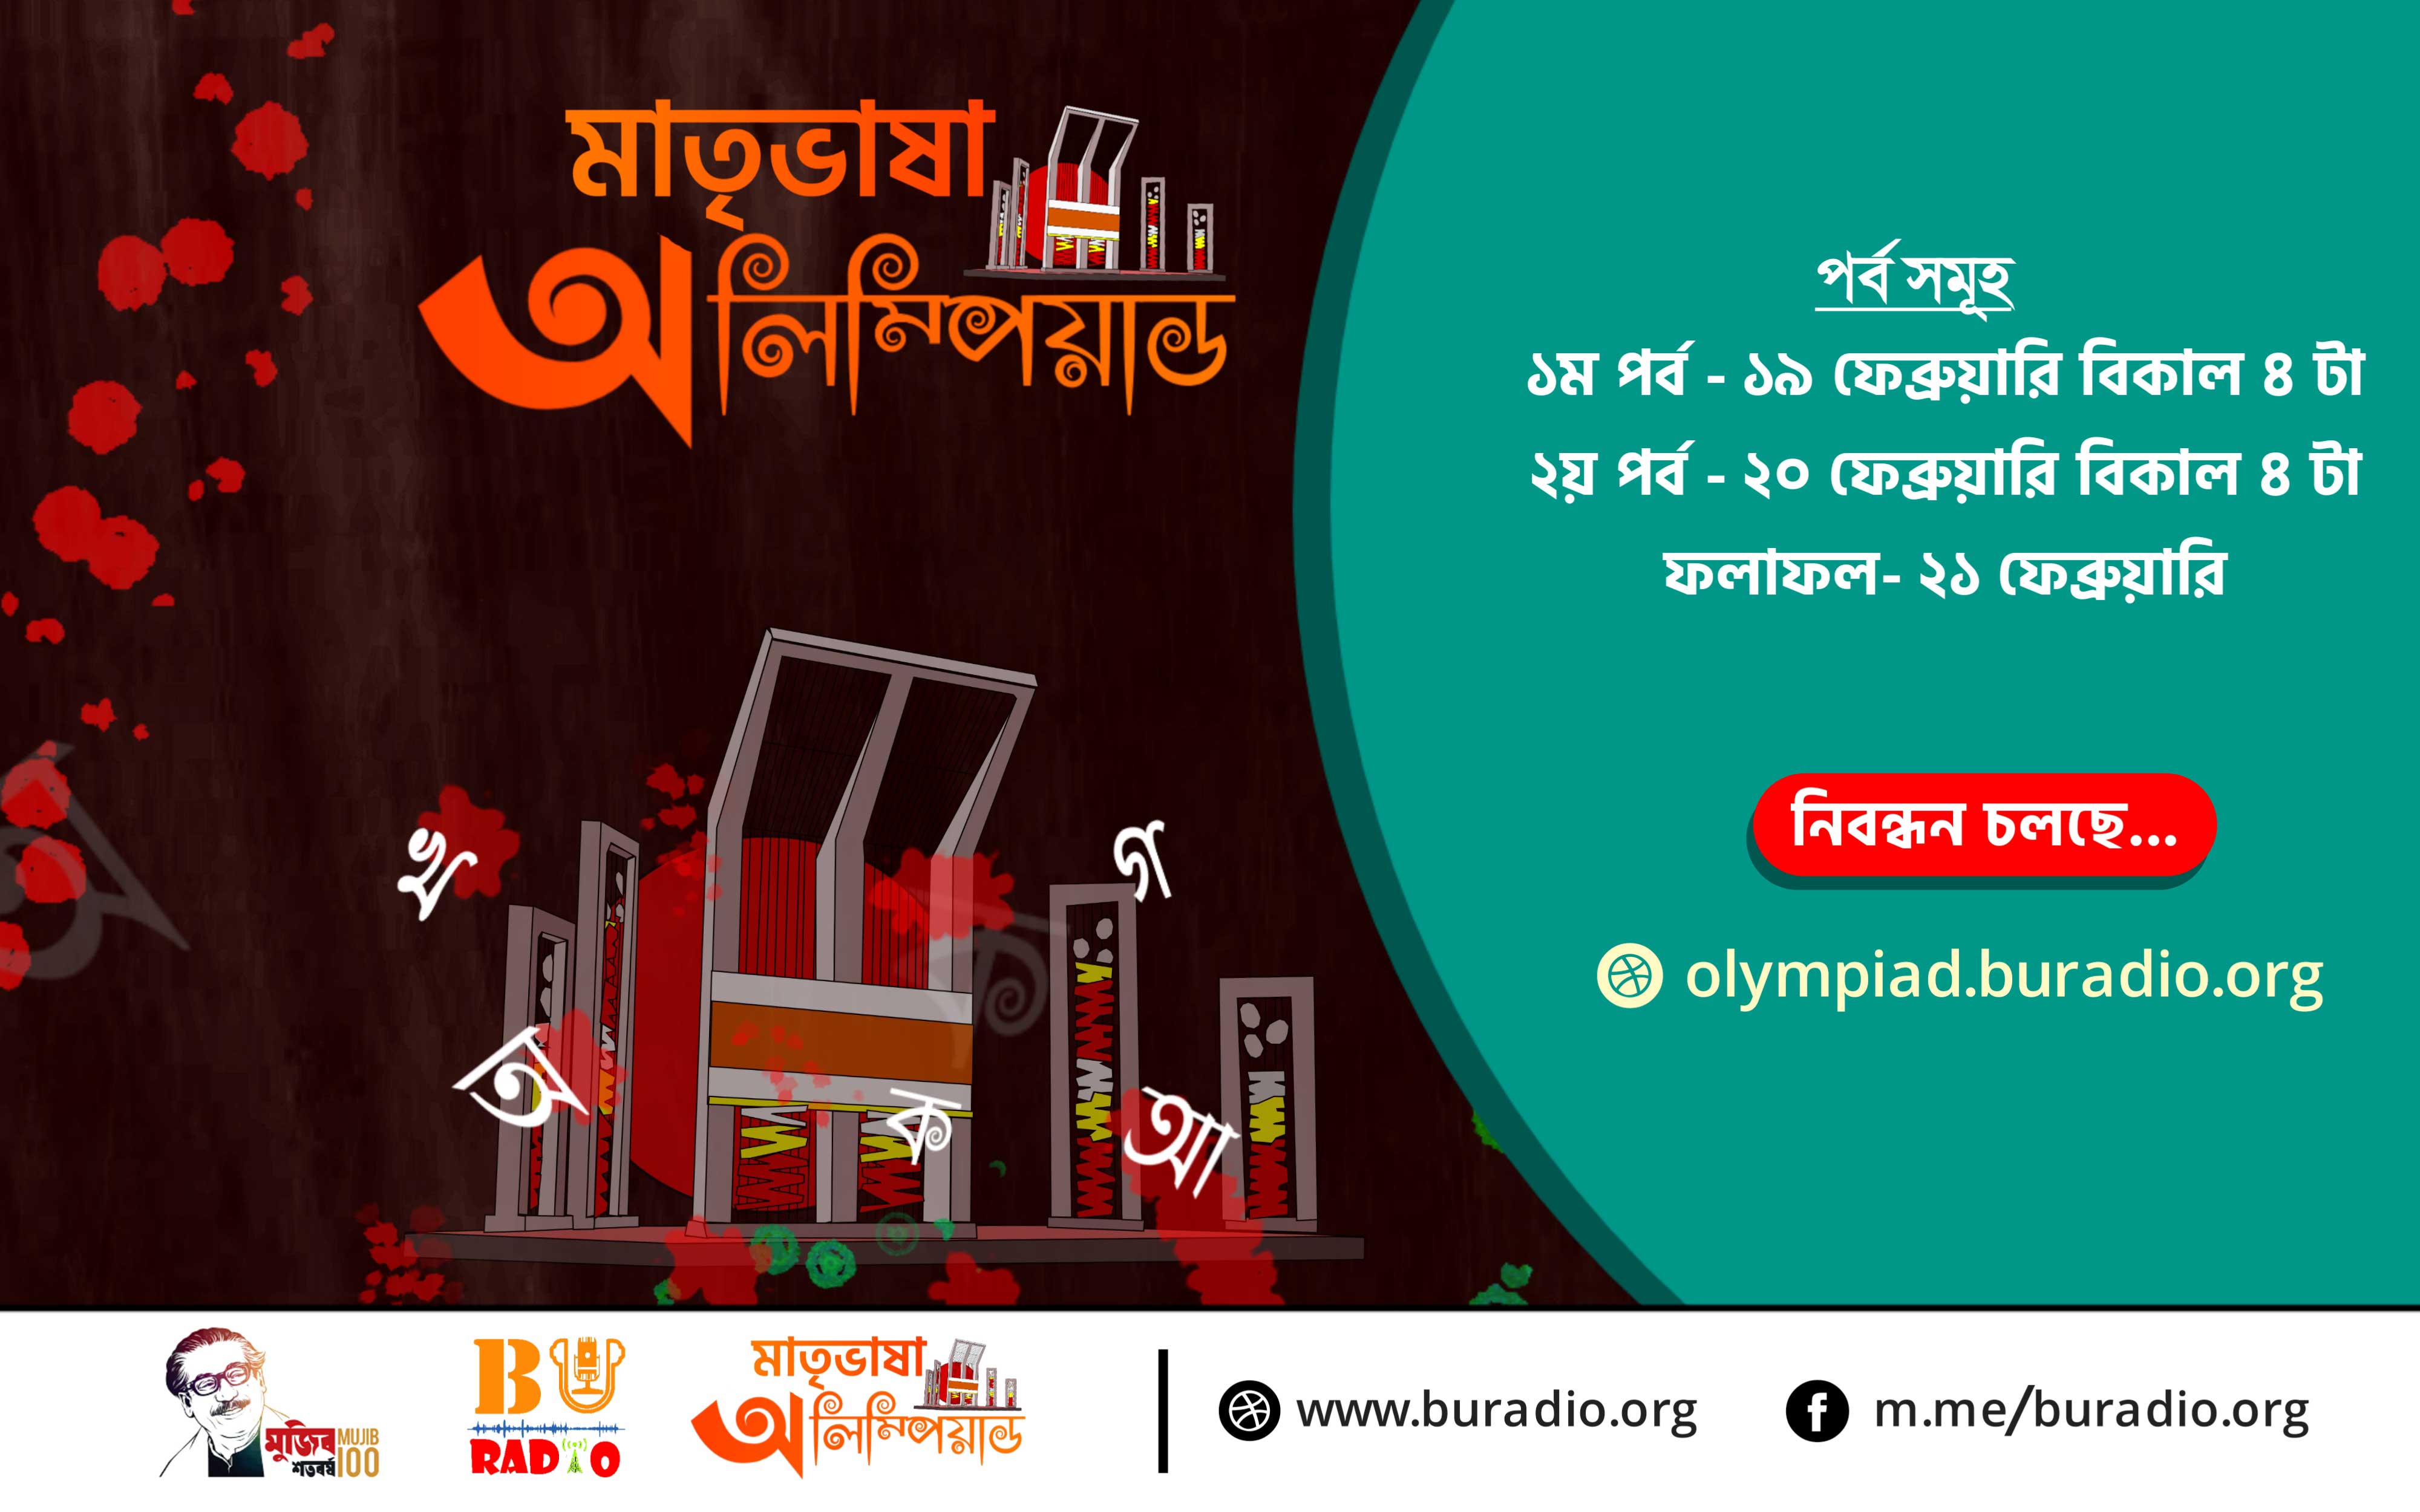 মাতৃভাষা
অলিম্পিয়াড
পর্ব সমূহ
১ম পর্ব - ১৯ ফেব্রুয়ারি বিকাল ৪ টা
২য় পর্ব - ২০ ফেব্রুয়ারি বিকাল ৪ টা
ফলাফল- ২১ ফেব্রুয়ারি
নিবন্ধন চলছে...
olympiad.buradio.org
খ
গ
অ
ক
আ
অ
ক
মুজিব
শতবর্ষ
MUJIB
100
BU
RADIO
মাতৃভাষা
অলিম্পিয়াড
www.buradio.org
m.me/buradio.org